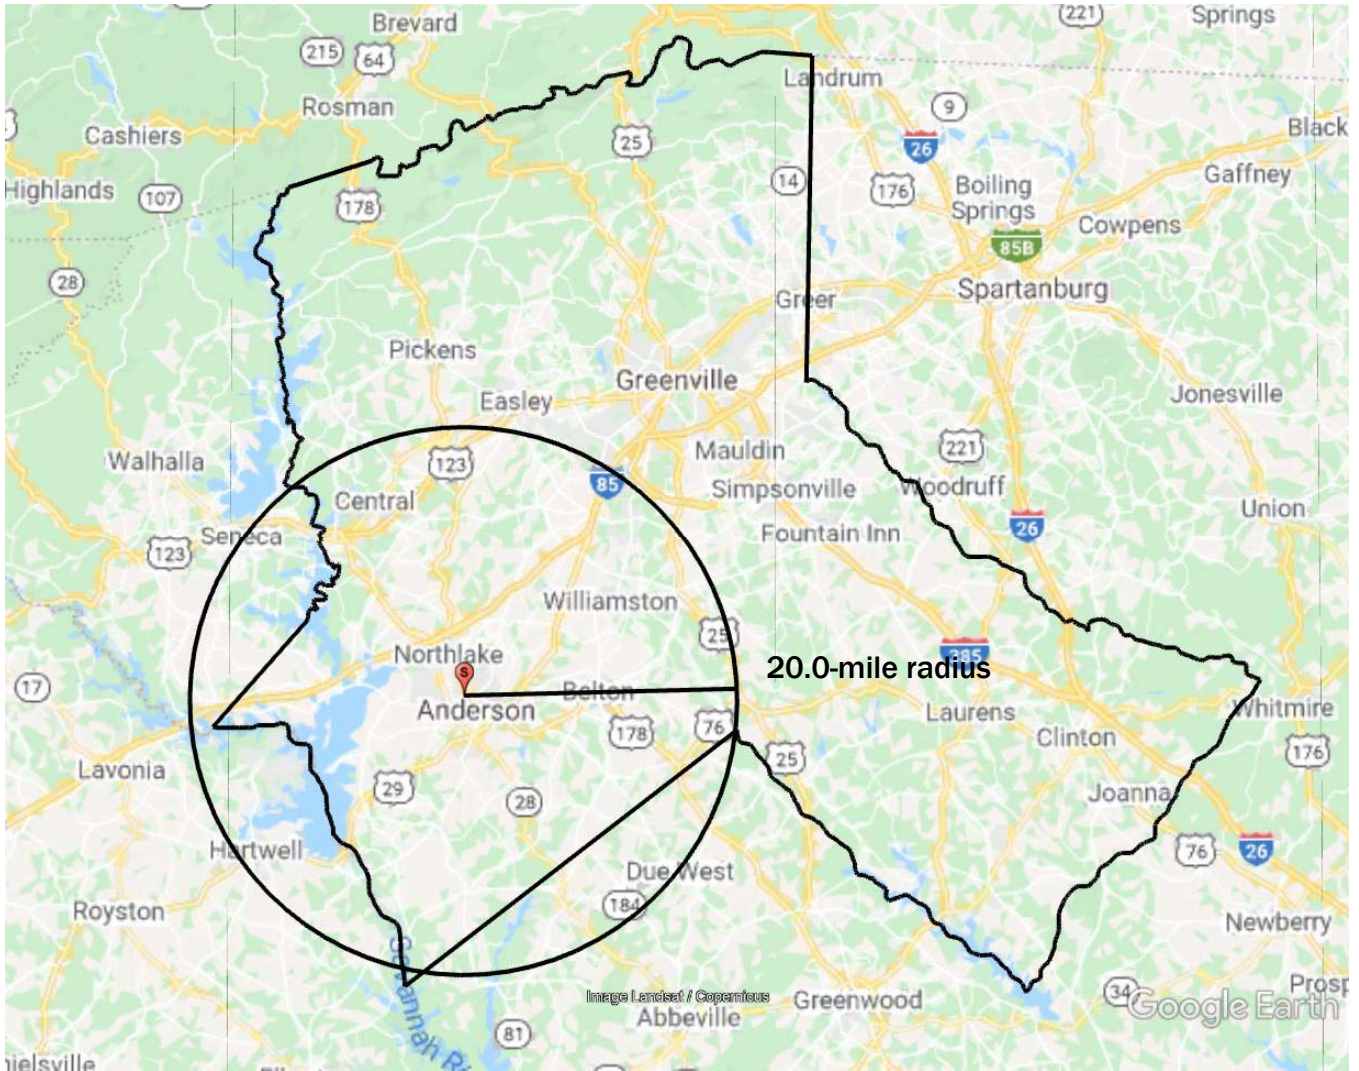 Brevard
221
Springs
215
64
Landrum
Rosman
9
Cashiers
25
26
Black
14
176
Boiling
Springs
Gaffney
Highlands
107
178
Cowpens
85B
28
Spartanburg
Greer
Pickens
Greenville
Jonesville
Easley
Mauldin
221
Walhalla
123
85
Simpsonville
Woodruff
Central
Union
Seneca
Fountain Inn
26
123
Williamston
25
Northlake
S
385
20.0-mile radius
17
Belton
Anderson
Laurens
Whitmire
178
76
Clinton
176
Lavonia
25
29
Joanna
28
Hartwell
76
26
Due West
184
Royston
Newberry
Image Landsat / Copernicus
Greenwood
34
Prosp
Google Earth
Abbeville
81
Savannah Ri
nielsville